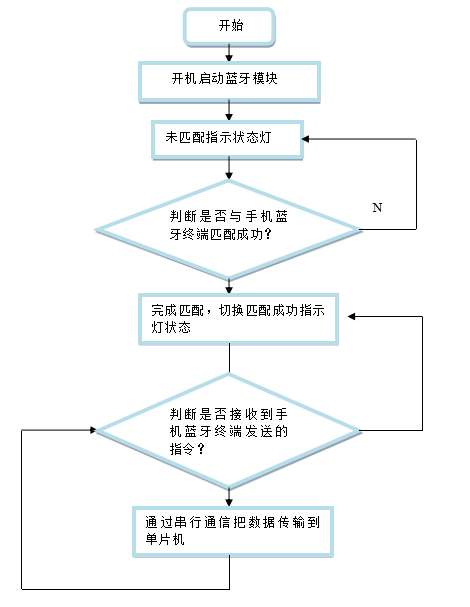 开始
开机启动蓝牙模块
未匹配指示状态灯
判断是否与手机蓝
牙终端匹配成功？
N
完成匹配，切换匹配成功指示
灯状态
判断是否接收到手
机蓝牙终端发送的
指令？
通过串行通信把数据传输到
单片机